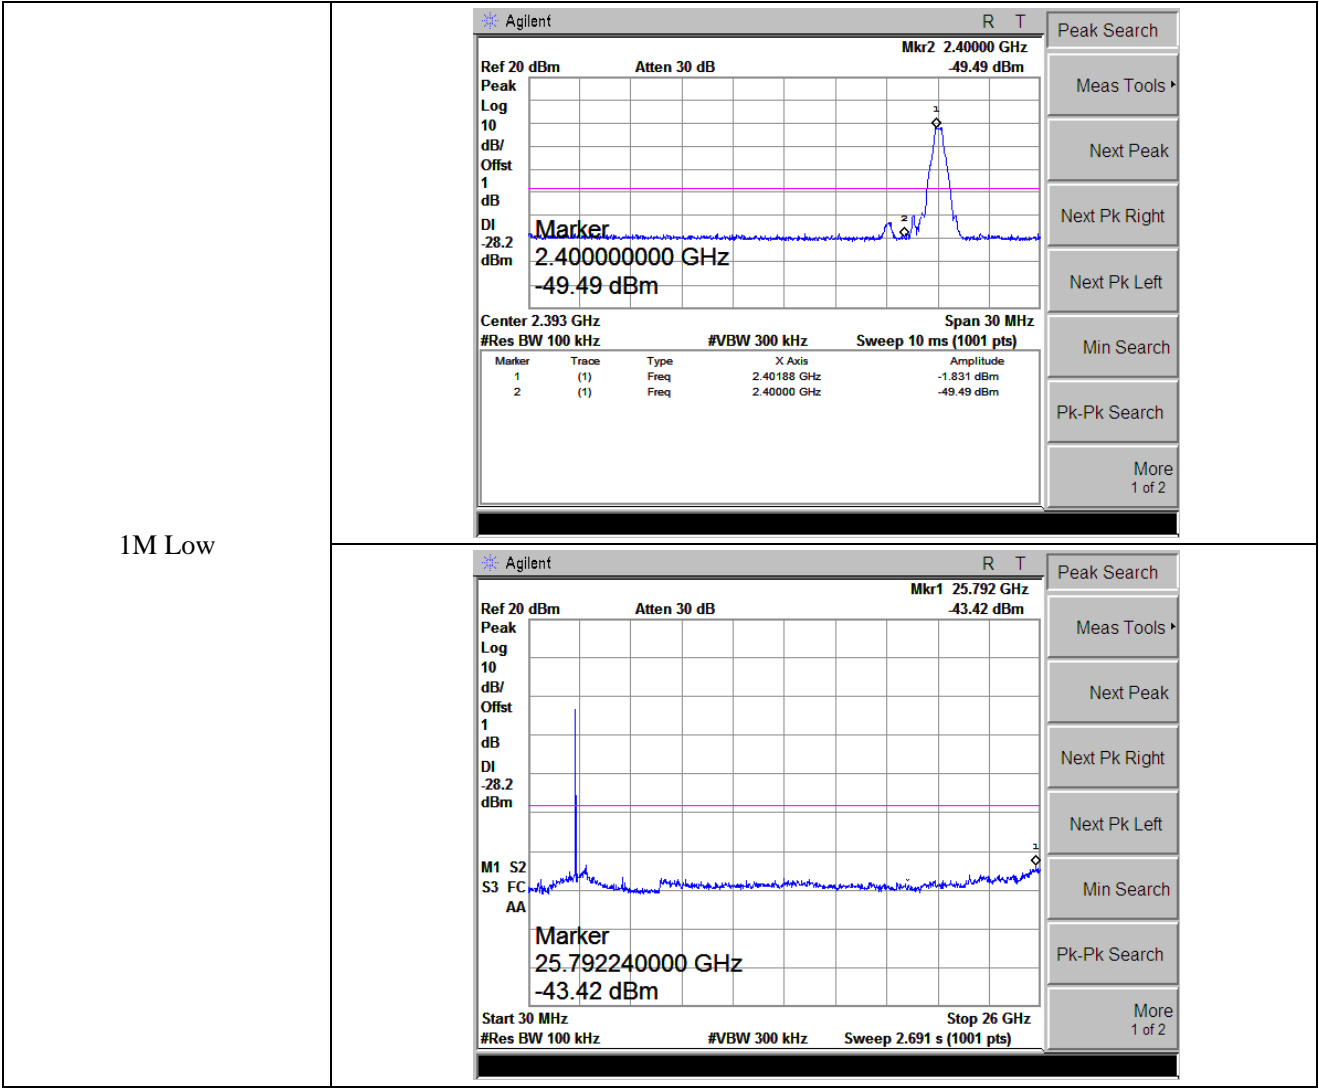 1M Low
Agilent R T
Mkr2 2.40000 GHz
Ref 20 dBm Atten 30 dB -49.49 dBm
Peak
Log
10
dB/
Offst
1
dB
DI
-28.2
dBm
1
2
Marker
2.400000000 GHz
-49.49 dBm
Center 2.393 GHz Span 30 MHz
#Res BW 100 kHz #VBW 300 kHz Sweep 10 ms (1001 pts)
Marker Trace Type X Axis Amplitude
1 (1) Freq 2.40188 GHz -1.831 dBm
2 (1) Freq 2.40000 GHz -49.49 dBm
Peak Search
Meas Tools
Next Peak
Next Pk Right
Next Pk Left
Min Search
Pk-Pk Search
More
1 of 2
Agilent R T
Mkr1 25.792 GHz
Ref 20 dBm Atten 30 dB -43.42 dBm
Peak
Log
10
dB/
Offst
1
dB
DI
-28.2
dBm
1
M1 S2
S3 FC
AA
Marker
25.792240000 GHz
-43.42 dBm
Start 30 MHz Stop 26 GHz
#Res BW 100 kHz #VBW 300 kHz Sweep 2.691 s (1001 pts)
Peak Search
Meas Tools
Next Peak
Next Pk Right
Next Pk Left
Min Search
Pk-Pk Search
More
1 of 2